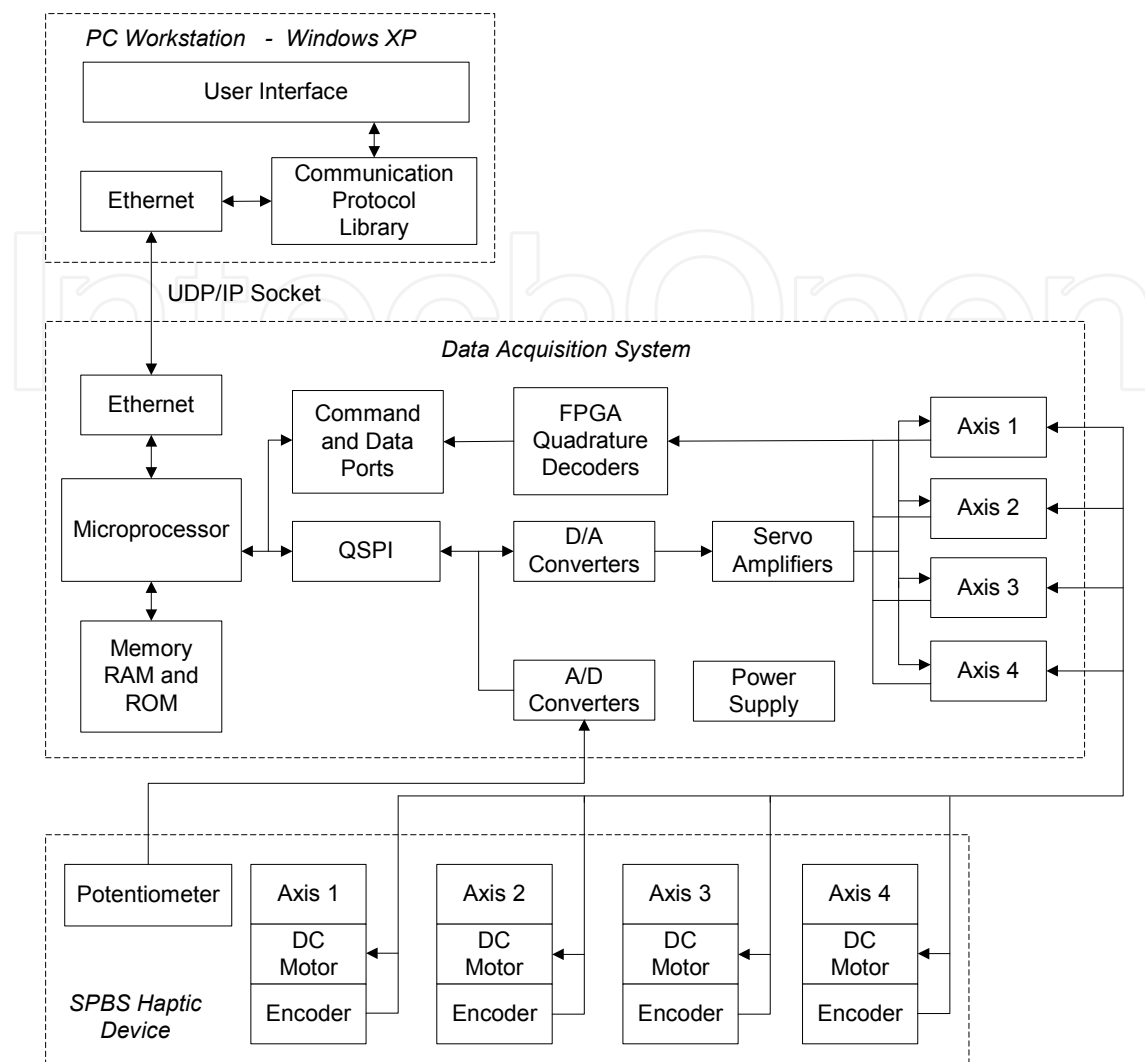 PC Workstation - Windows XP
User Interface
Communication
Protocol
Library
Ethernet
UDP/IP Socket
Data Acquisition System
Ethernet
Command
and Data
Ports
FPGA
Quadrature
Decoders
Axis 1
Axis 2
Axis 3
Axis 4
Microprocessor
QSPI
D/A
Converters
Servo
Amplifiers
Memory
RAM and
ROM
A/D
Converters
Power
Supply
Potentiometer
Axis 1
DC
Motor
Encoder
Axis 2
DC
Motor
Encoder
Axis 3
DC
Motor
Encoder
Axis 4
DC
Motor
Encoder
SPBS Haptic
Device
IntechOpen